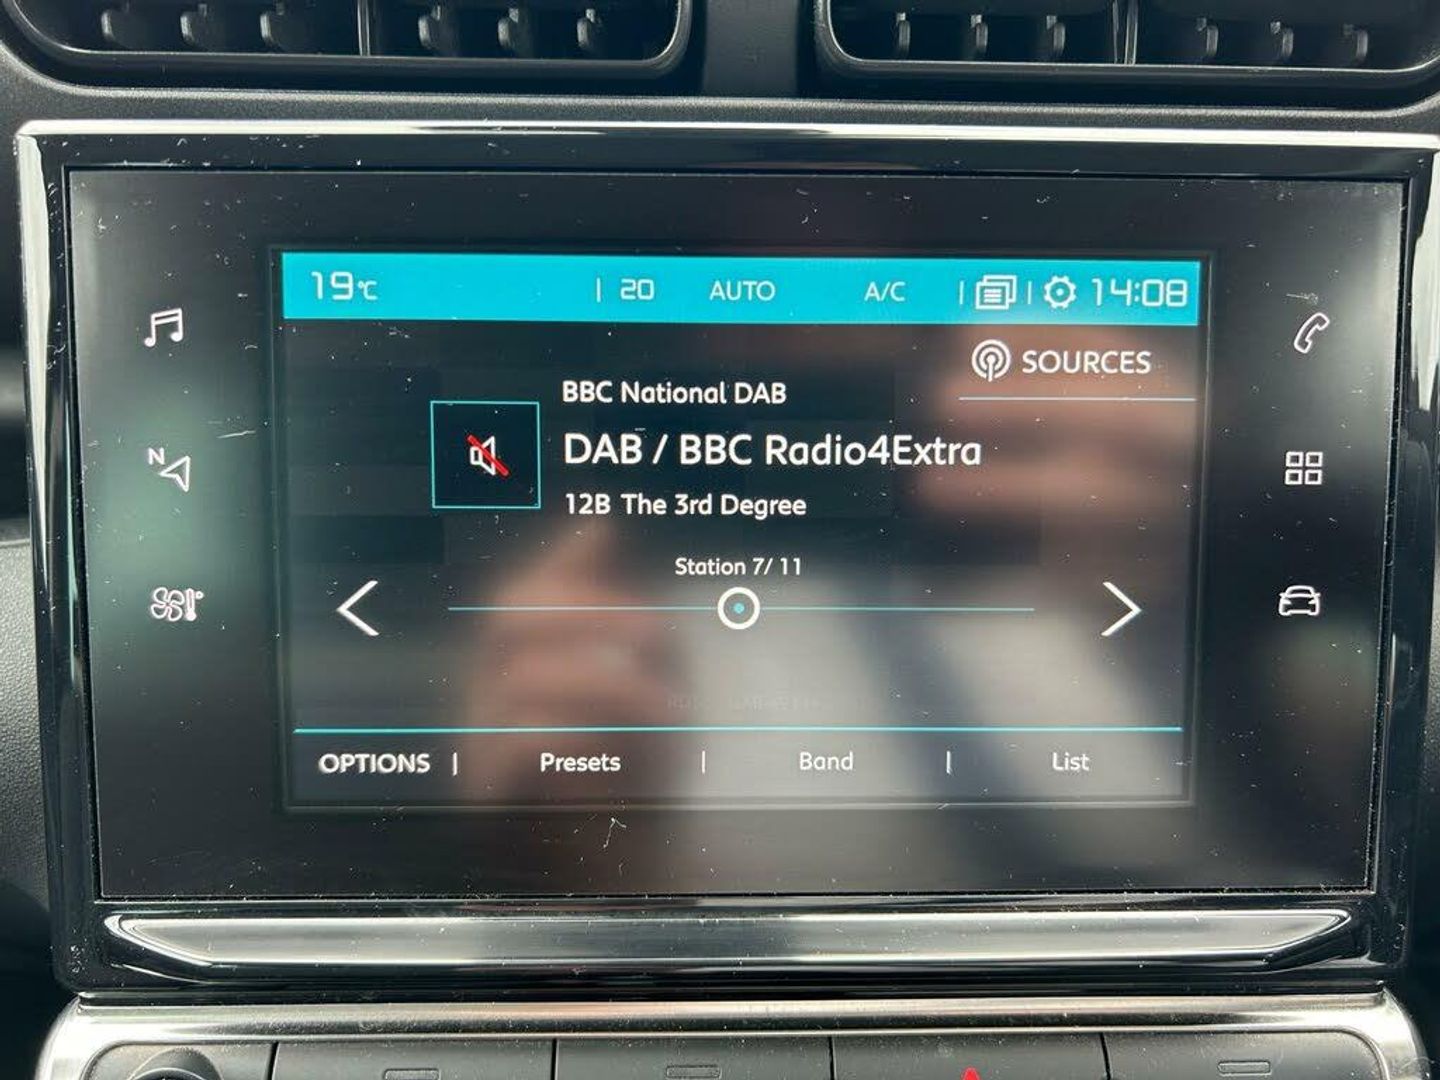 19°C | 20 AUTO A/C | | 14:08
SOURCES
BBC National DAB
DAB / BBC Radio4Extra
12B The 3rd Degree
Station 7/ 11
N
OPTIONS | Presets | Band | List